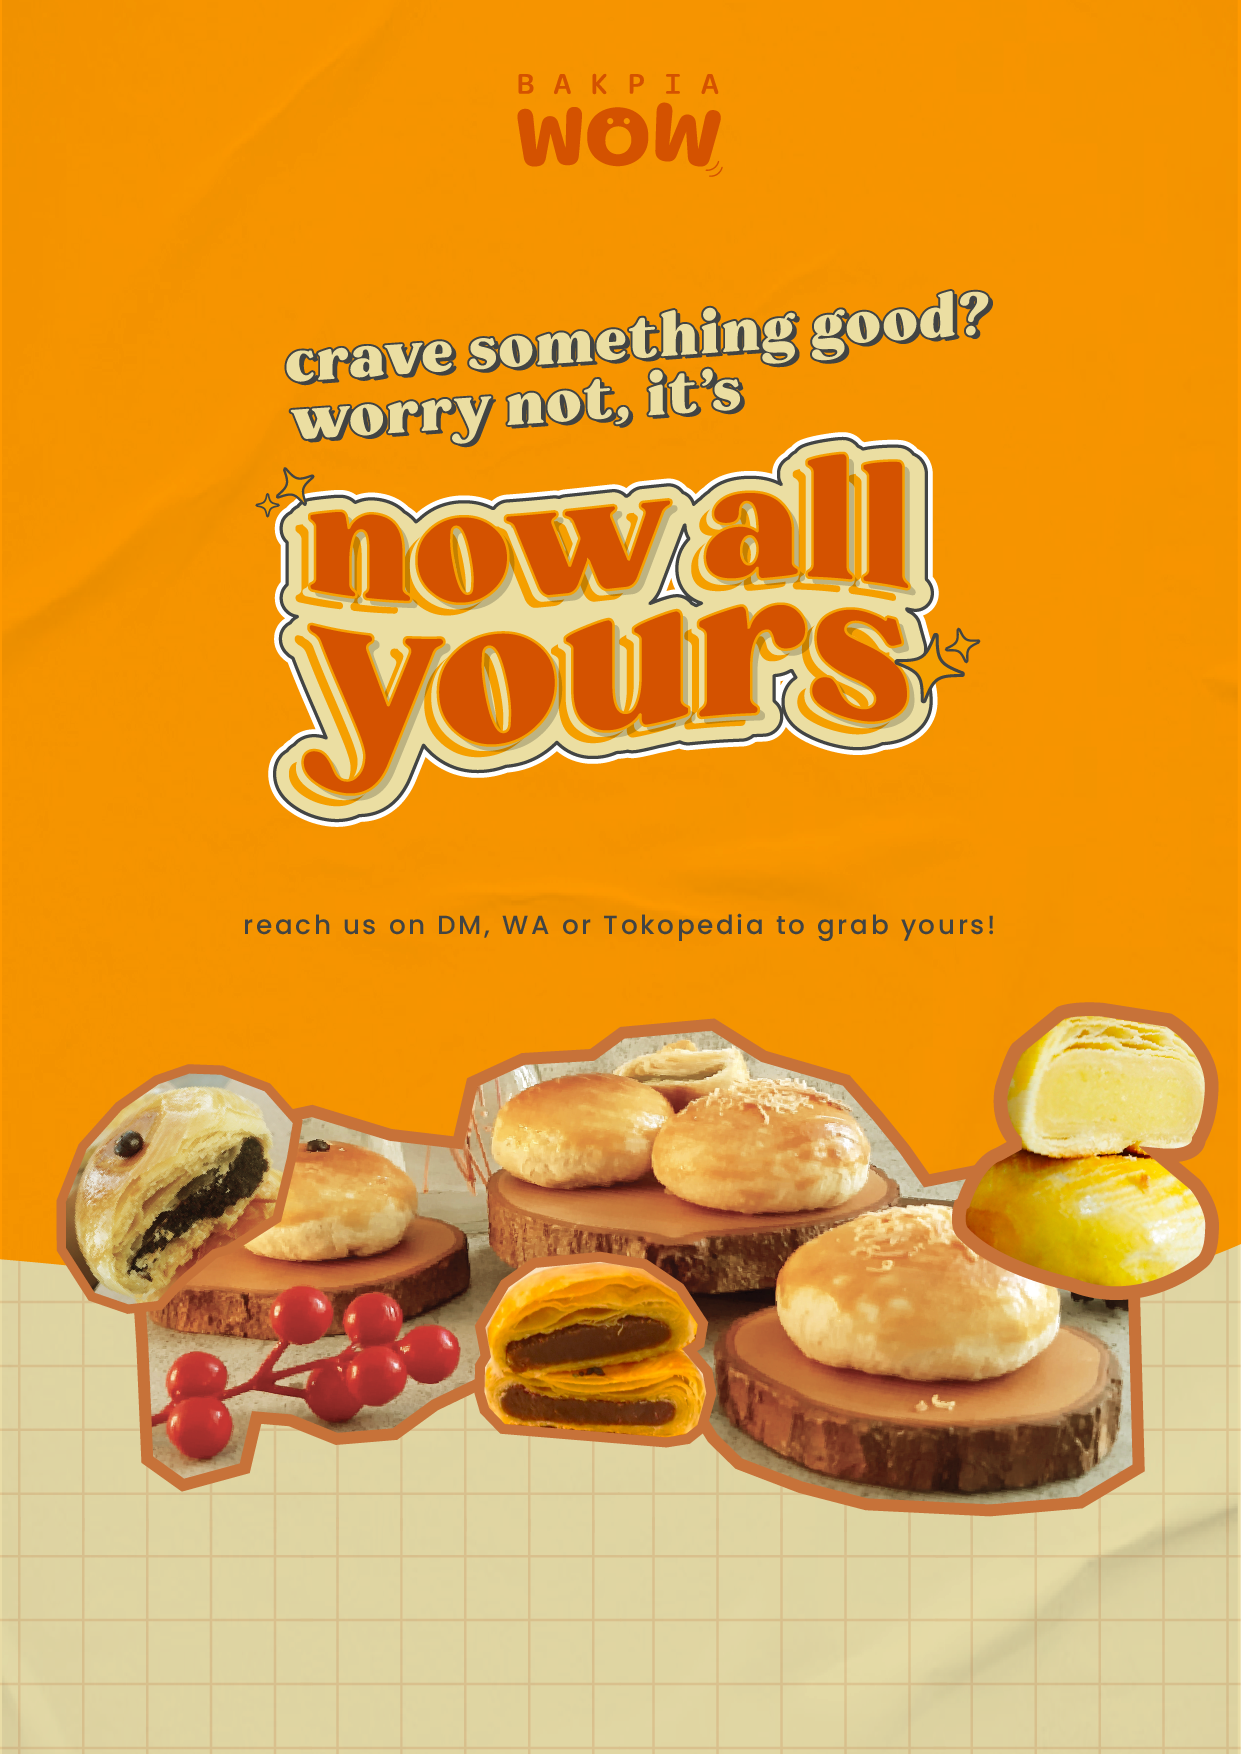 BAKPIA
WOW
crave something good?
worry not, it's
now all
yours
reach us on DM, WA or Tokopedia to grab yours!